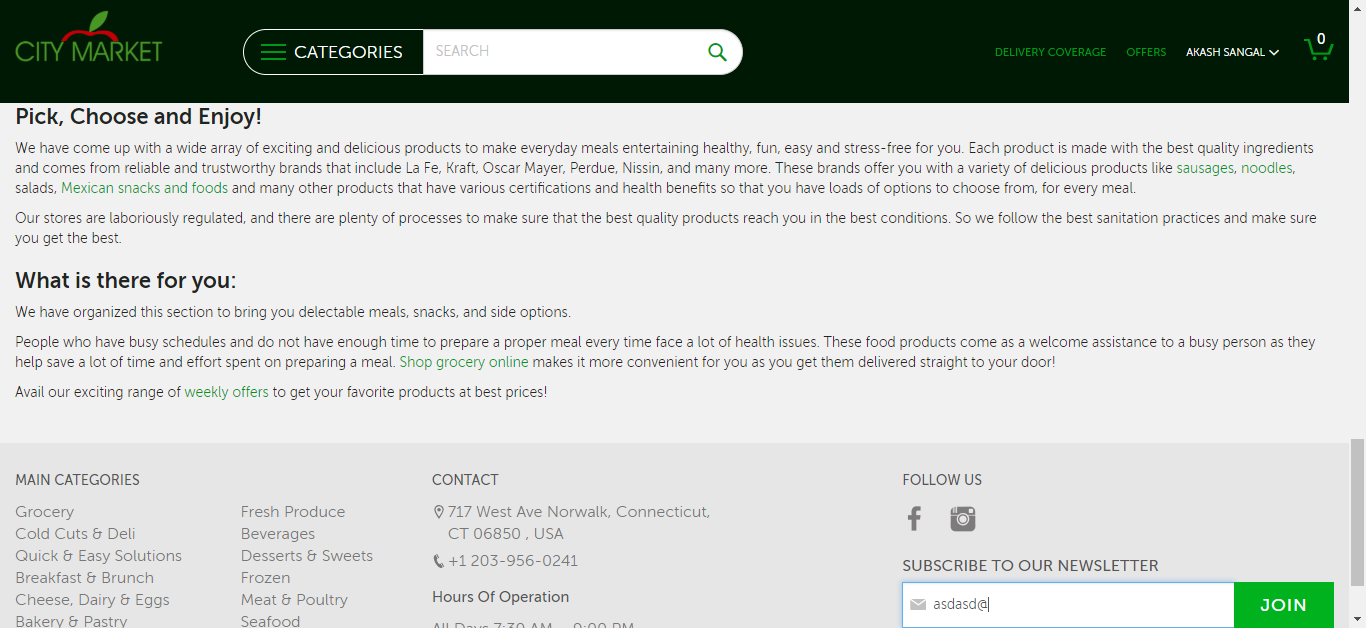 CITY MARKET
CATEGORIES
SEARCH
DELIVERY COVERAGE
OFFERS
AKASH SANGAL
0
Pick, Choose and Enjoy!
We have come up with a wide array of exciting and delicious products to make everyday meals entertaining healthy, fun, easy and stress-free for you. Each product is made with the best quality ingredients
and comes from reliable and trustworthy brands that include La Fe, Kraft, Oscar Mayer, Perdue, Nissin, and many more. These brands offer you with a variety of delicious products like sausages, noodles,
salads, Mexican snacks and foods and many other products that have various certifications and health benefits so that you have loads of options to choose from, for every meal.
Our stores are laboriously regulated, and there are plenty of processes to make sure that the best quality products reach you in the best conditions. So we follow the best sanitation practices and make sure
you get the best.
What is there for you:
We have organized this section to bring you delectable meals, snacks, and side options.
People who have busy schedules and do not have enough time to prepare a proper meal every time face a lot of health issues. These food products come as a welcome assistance to a busy person as they
help save a lot of time and effort spent on preparing a meal. Shop grocery online makes it more convenient for you as you get them delivered straight to your door!
Avail our exciting range of weekly offers to get your favorite products at best prices!
MAIN CATEGORIES
Grocery
Cold Cuts & Deli
Quick & Easy Solutions
Breakfast & Brunch
Cheese, Dairy & Eggs
Bakery & Pastry
Fresh Produce
Beverages
Desserts & Sweets
Frozen
Meat & Poultry
Seafood
CONTACT
717 West Ave Norwalk, Connecticut,
CT 06850 , USA
+1 203-956-0241
Hours Of Operation
All Days 7:30 AM – 9:00 PM
FOLLOW US
SUBSCRIBE TO OUR NEWSLETTER
asdasd@
JOIN